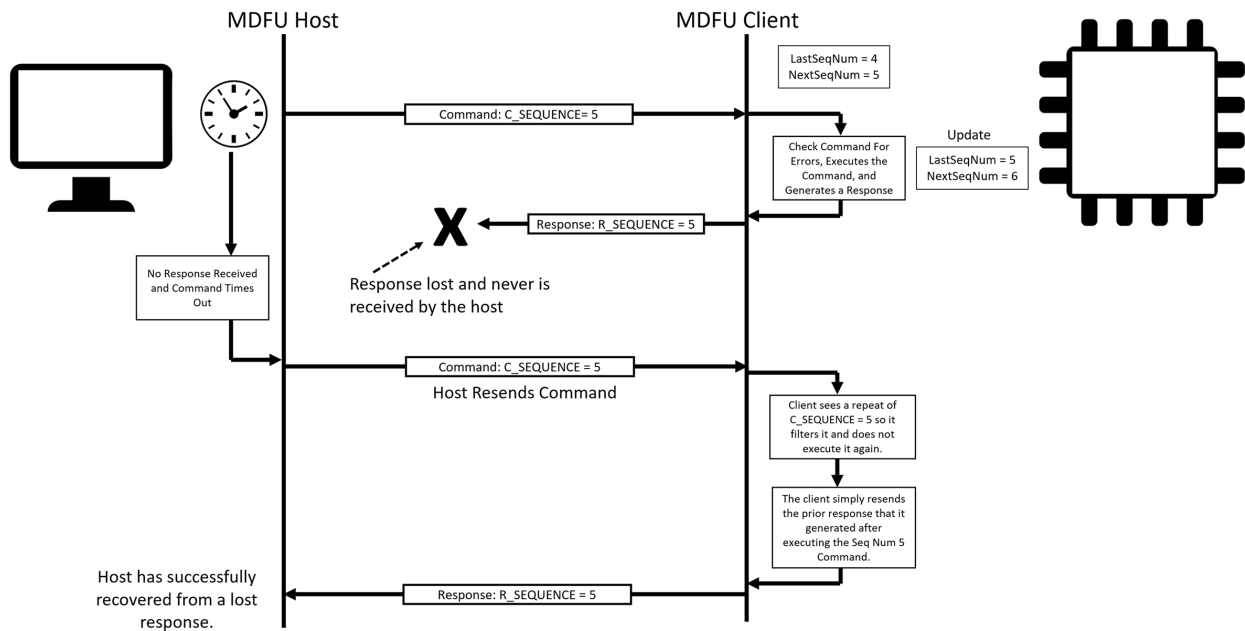 MDFU Host
MDFU Client
LastSeqNum = 4
NextSeqNum = 5
Command: C_SEQUENCE= 5
Check Command For
Errors, Executes the
Command, and
Generates a Response
Update
LastSeqNum = 5
NextSeqNum = 6
X
Response: R_SEQUENCE = 5
Response lost and never is
received by the host
No Response Received
and Command Times
Out
Command: C_SEQUENCE = 5
Host Resends Command
Client sees a repeat of
C_SEQUENCE = 5 so it
filters it and does not
execute it again.
The client simply resends
the prior response that it
generated after
executing the Seq Num 5
Command.
Response: R_SEQUENCE = 5
Host has successfully
recovered from a lost
response.